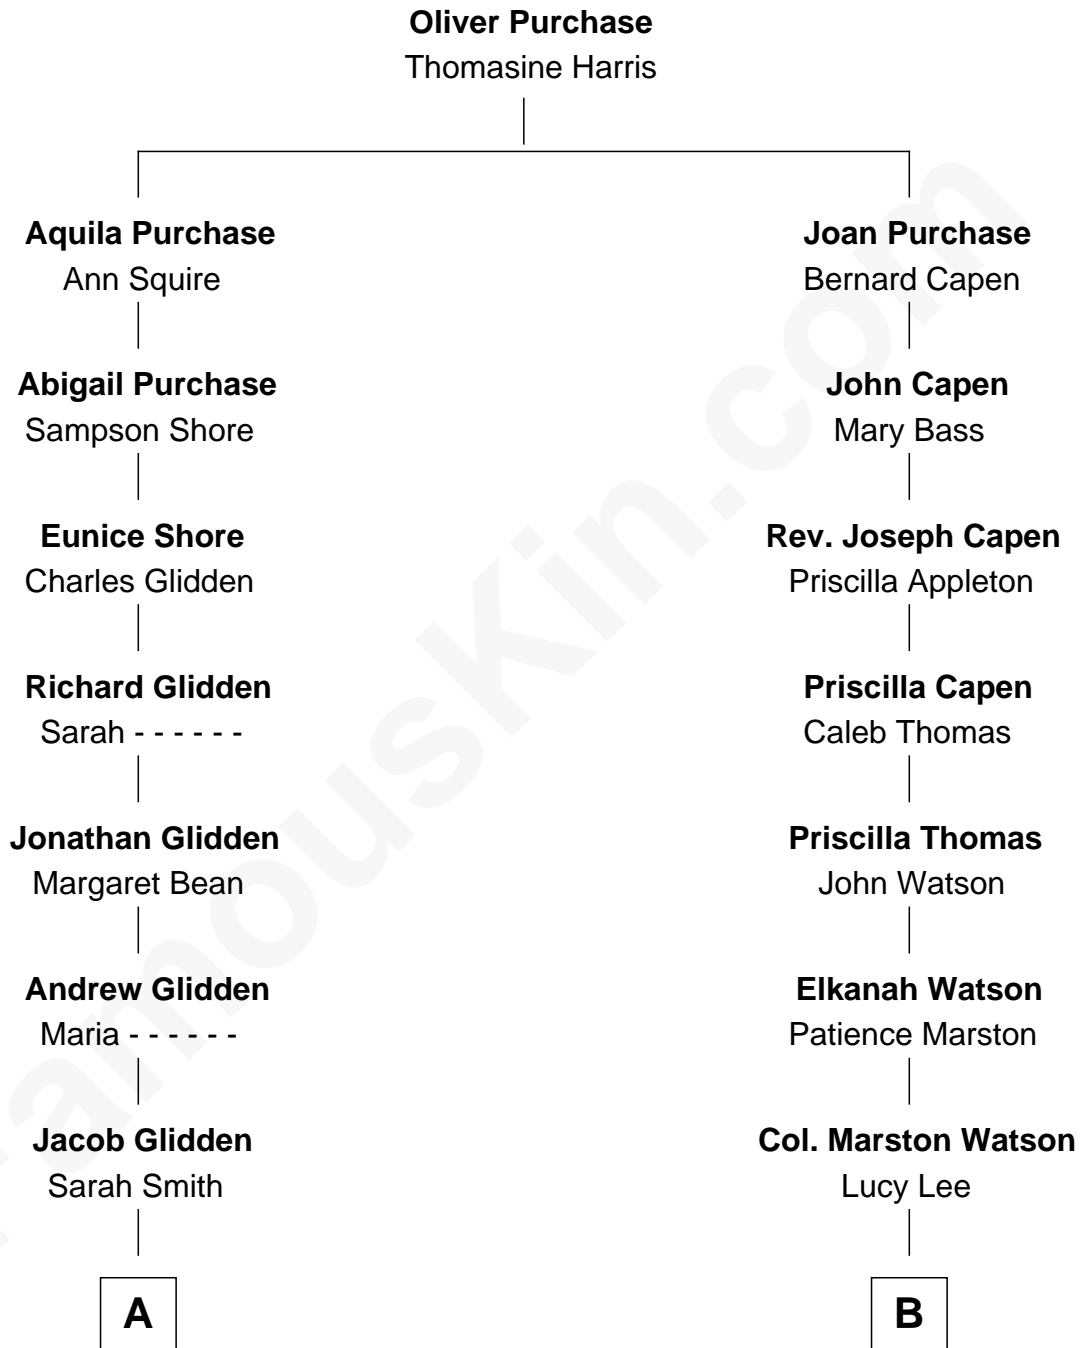 Oliver Purchase
Thomasine Harris
Aquila Purchase
Ann Squire
Abigail Purchase
Sampson Shore
Eunice Shore
Charles Glidden
Richard Glidden
Sarah - - - - - -
Jonathan Glidden
Margaret Bean
Andrew Glidden
Maria - - - - - -
Jacob Glidden
Sarah Smith
A
Joan Purchase
Bernard Capen
John Capen
Mary Bass
Rev. Joseph Capen
Priscilla Appleton
Priscilla Capen
Caleb Thomas
Priscilla Thomas
John Watson
Elkanah Watson
Patience Marston
Col. Marston Watson
Lucy Lee
B
FamousKin.com